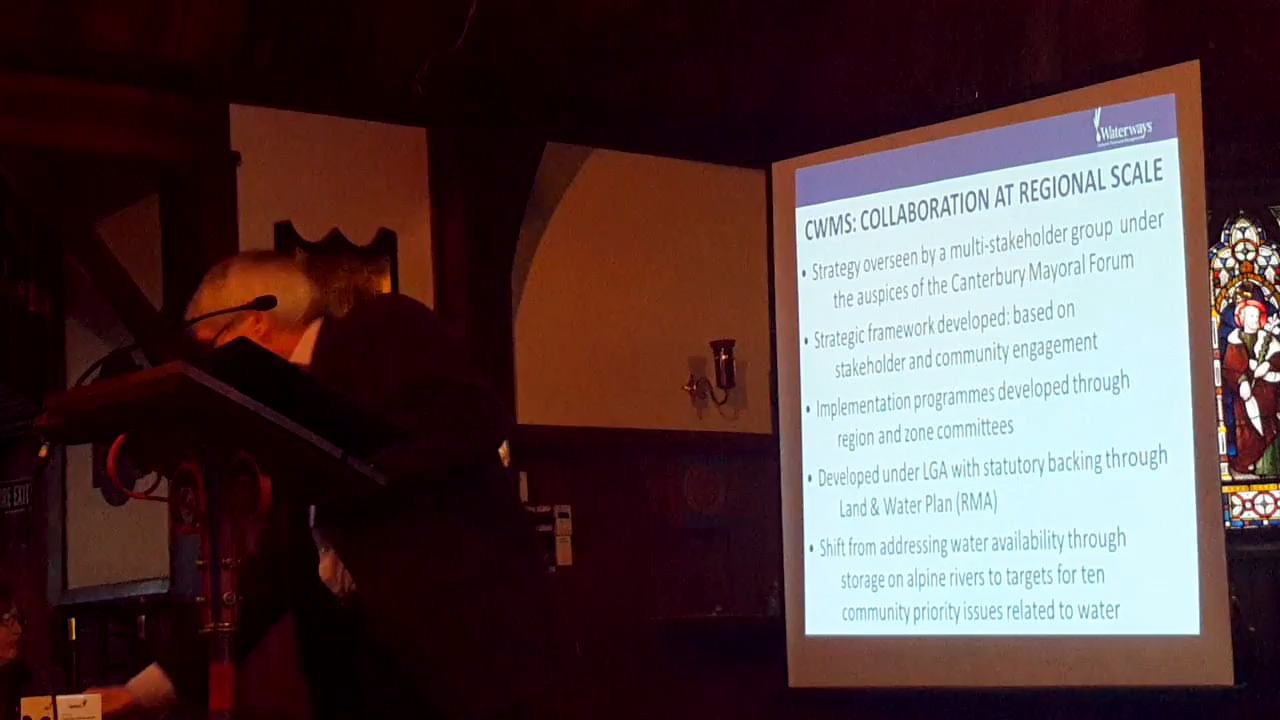 Waterways
CWMS: COLLABORATION AT REGIONAL SCALE
• Strategy overseen by a multi-stakeholder group under
the auspices of the Canterbury Mayoral Forum
• Strategic framework developed: based on
stakeholder and community engagement
• Implementation programmes developed through
region and zone committees
• Developed under LGA with statutory backing through
Land & Water Plan (RMA)
• Shift from addressing water availability through
storage on alpine rivers to targets for ten
community priority issues related to water
EXIT